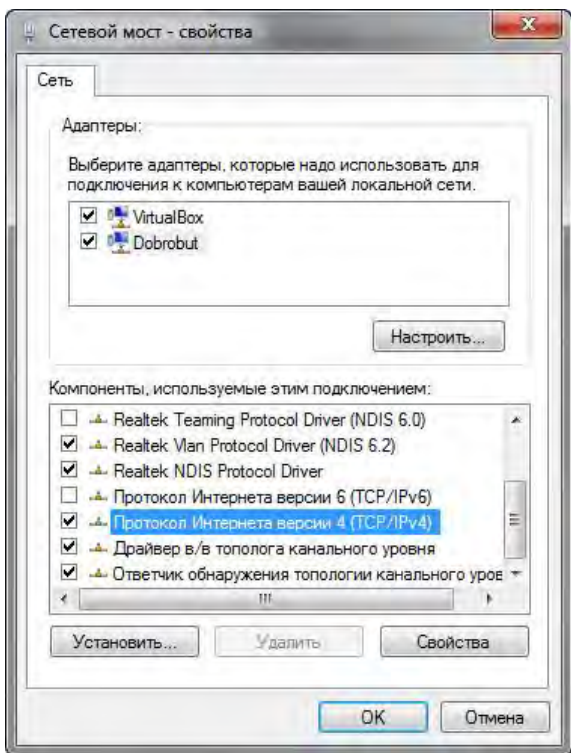 Сетевой мост - свойства
Сеть
Адаптеры:
Выберите адаптеры, которые надо использовать для
подключения к компьютерам вашей локальной сети.
VirtualBox
Dobrobut
Настроить...
Компоненты, используемые этим подключением:
Realtek Teaming Protocol Driver (NDIS 6.0)
Realtek Vlan Protocol Driver (NDIS 6.2)
Realtek NDIS Protocol Driver
Протокол Интернета версии 6 (TCP/IPv6)
Протокол Интернета версии 4 (TCP/IPv4)
Драйвер в/в тополога канального уровня
Ответчик обнаружения топологии канального уров
Установить...
Удалить
Свойства
OK
Отмена